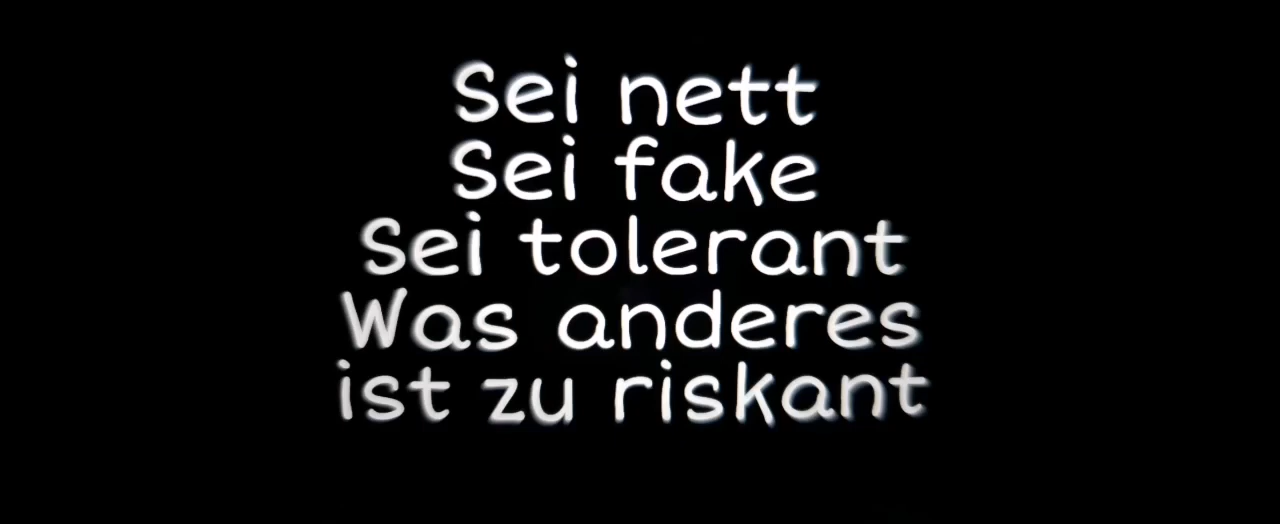 Sei nett
Sei fake
Sei tolerant
Was anderes
ist zu riskant